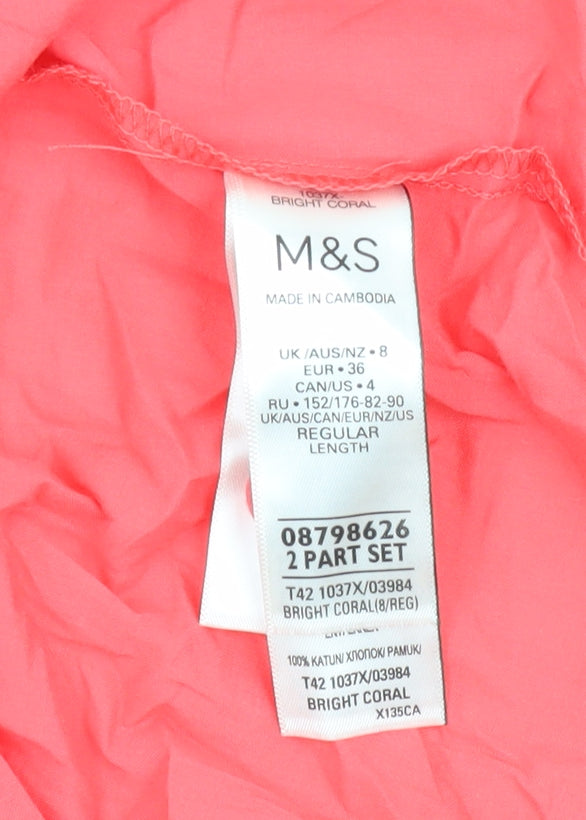 1037X-
BRIGHT CORAL
M&S
MADE IN CAMBODIA
UK /AUS/NZ • 8
EUR • 36
CAN/US • 4
RU • 152/176-82-90
UK/AUS/CAN/EUR/NZ/US
REGULAR
LENGTH
08798626
2 PART SET
T42 1037X/03984
BRIGHT CORAL(8/REG)
100% KATUN/ ХЛОПОК/ PAMUK/
T42 1037X/03984
BRIGHT CORAL
X135CA